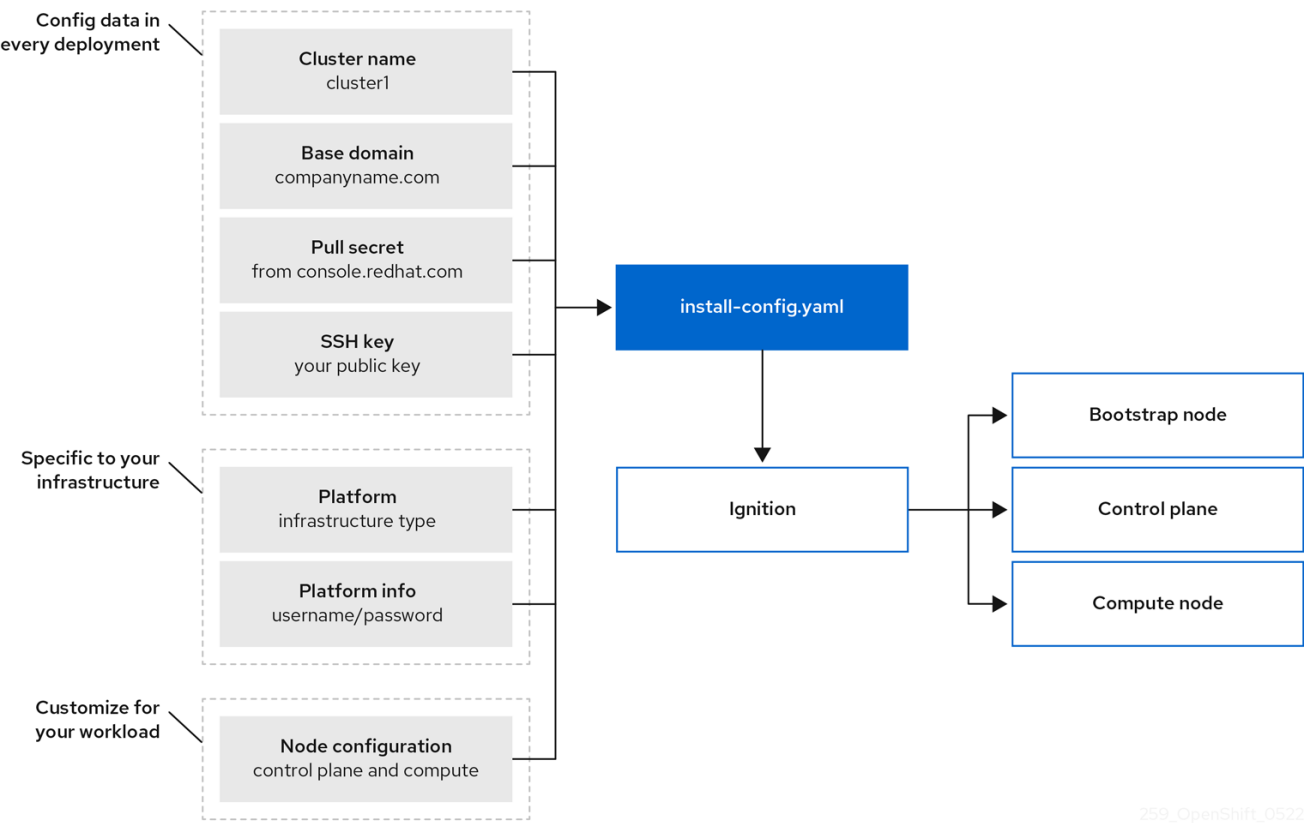 Config data in
every deployment
Cluster name
cluster1
Base domain
companyname.com
Pull secret
from console.redhat.com
SSH key
your public key
install-config.yaml
Bootstrap node
Specific to your
infrastructure
Platform
infrastructure type
Ignition
Control plane
Platform info
username/password
Compute node
Customize for
your workload
Node configuration
control plane and compute
259_OpenShift_0522